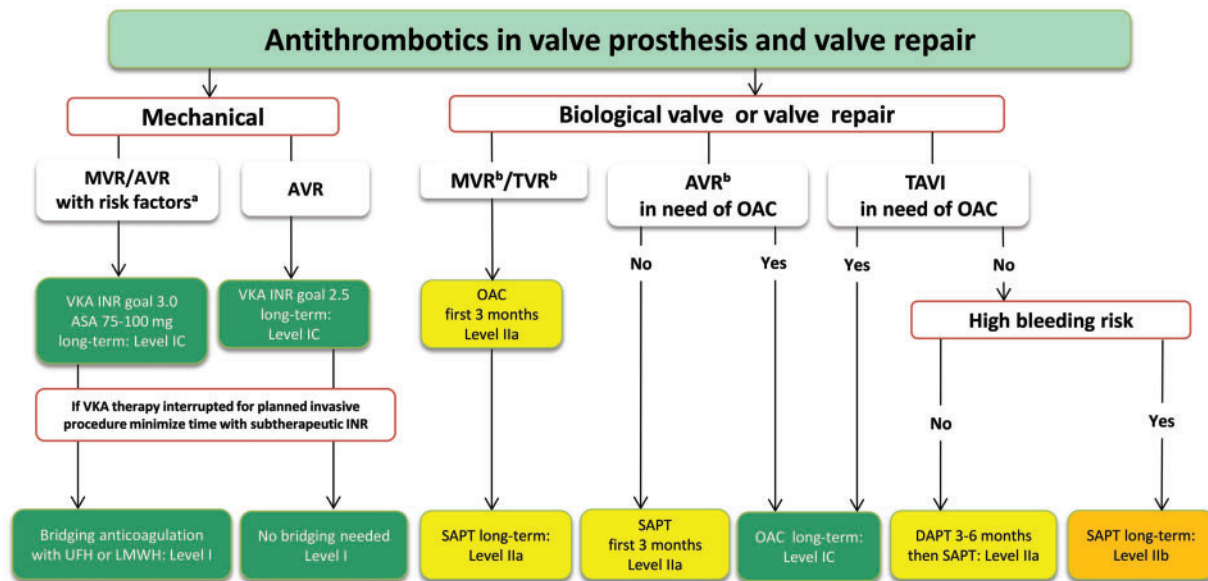 Antithrombotics in valve prosthesis and valve repair
Mechanical
Biological valve or valve repair
MVR/AVR
with risk factorsᵃ
AVR
MVRᵇ/TVRᵇ
AVRᵇ
in need of OAC
TAVI
in need of OAC
No
Yes
Yes
No
VKA INR goal 3.0
ASA 75-100 mg
long-term: Level IC
VKA INR goal 2.5
long-term:
Level IC
OAC
first 3 months
Level IIa
High bleeding risk
If VKA therapy interrupted for planned invasive
procedure minimize time with subtherapeutic INR
No
Yes
Bridging anticoagulation
with UFH or LMWH: Level I
No bridging needed
Level I
SAPT long-term:
Level IIa
SAPT
first 3 months
Level IIa
OAC long-term:
Level IC
DAPT 3-6 months
then SAPT: Level IIa
SAPT long-term:
Level IIb